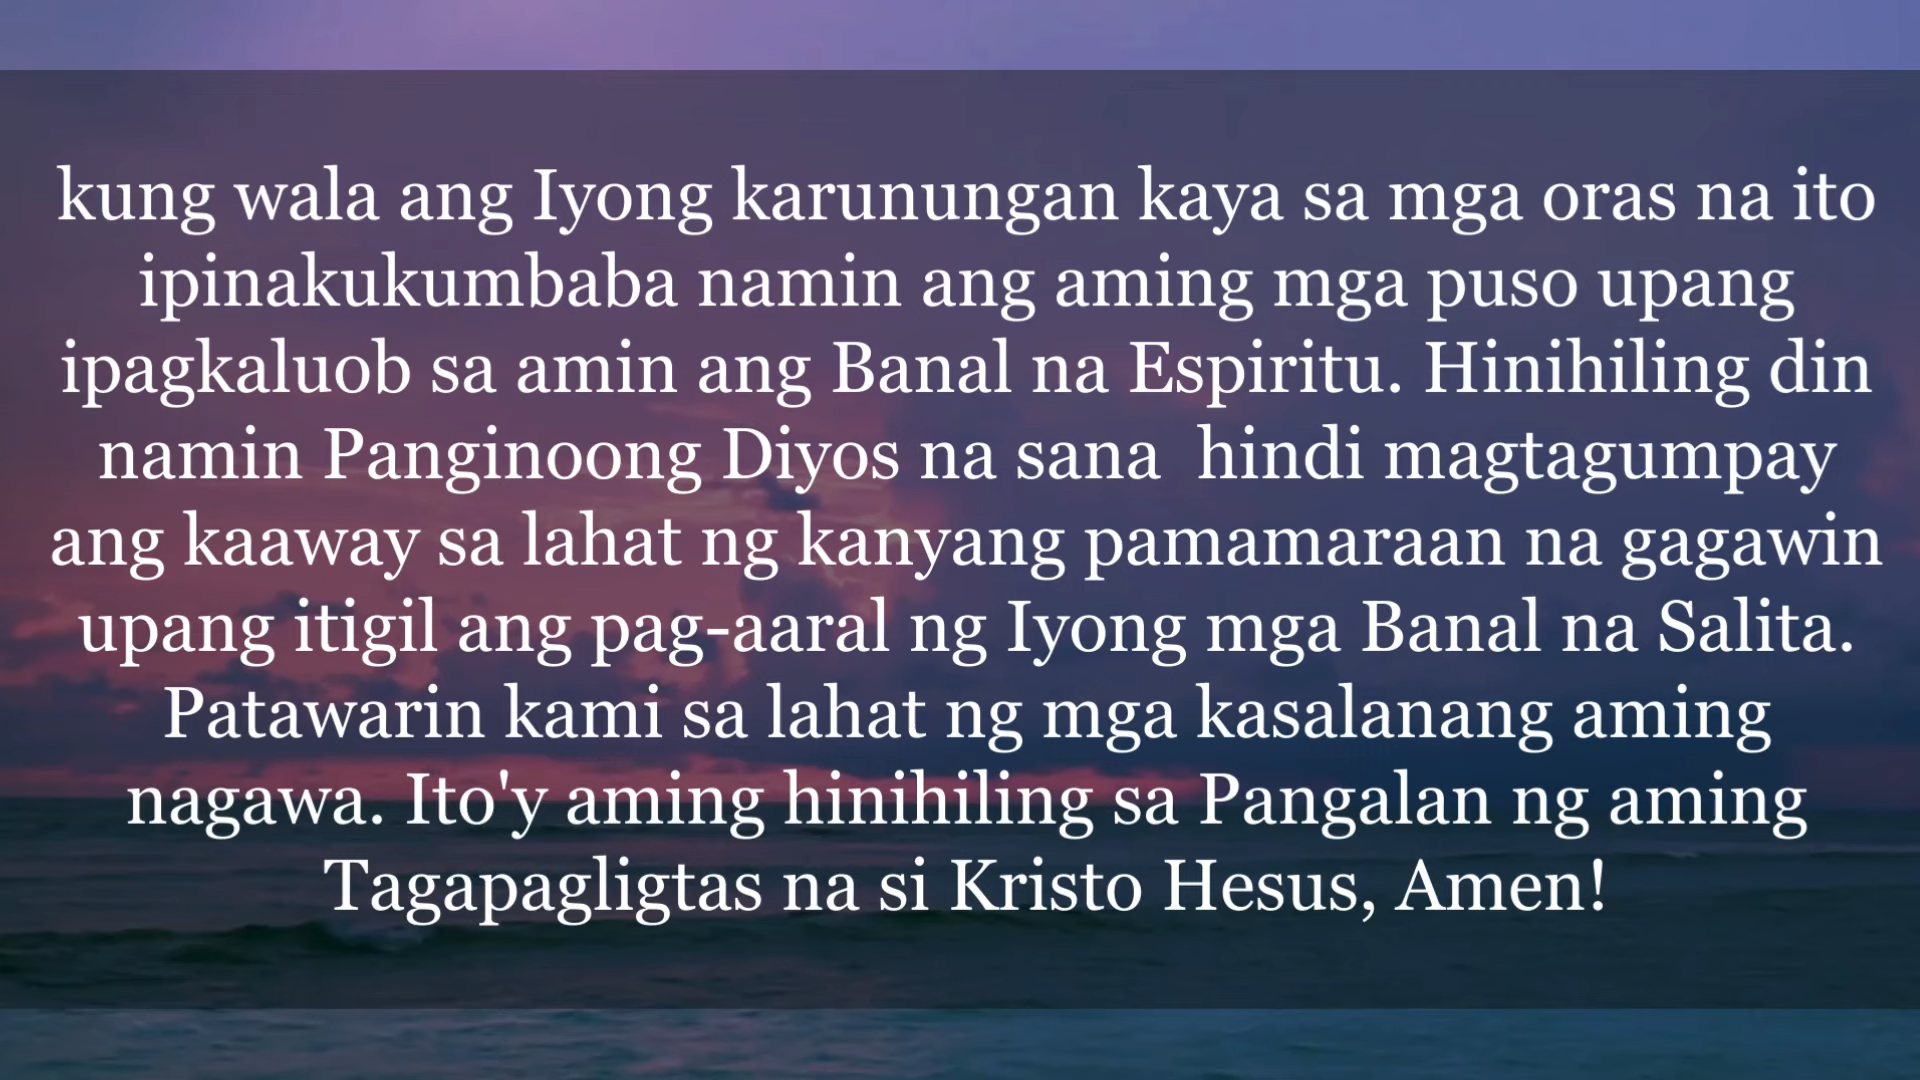 kung wala ang Iyong karunungan kaya sa mga oras na ito
ipinakukumbaba namin ang aming mga puso upang
ipagkaluob sa amin ang Banal na Espiritu. Hinihiling din
namin Panginoong Diyos na sana  hindi magtagumpay
ang kaaway sa lahat ng kanyang pamamaraan na gagawin
upang itigil ang pag-aaral ng Iyong mga Banal na Salita.
Patawarin kami sa lahat ng mga kasalanang aming
nagawa. Ito'y aming hinihiling sa Pangalan ng aming
Tagapagligtas na si Kristo Hesus, Amen!